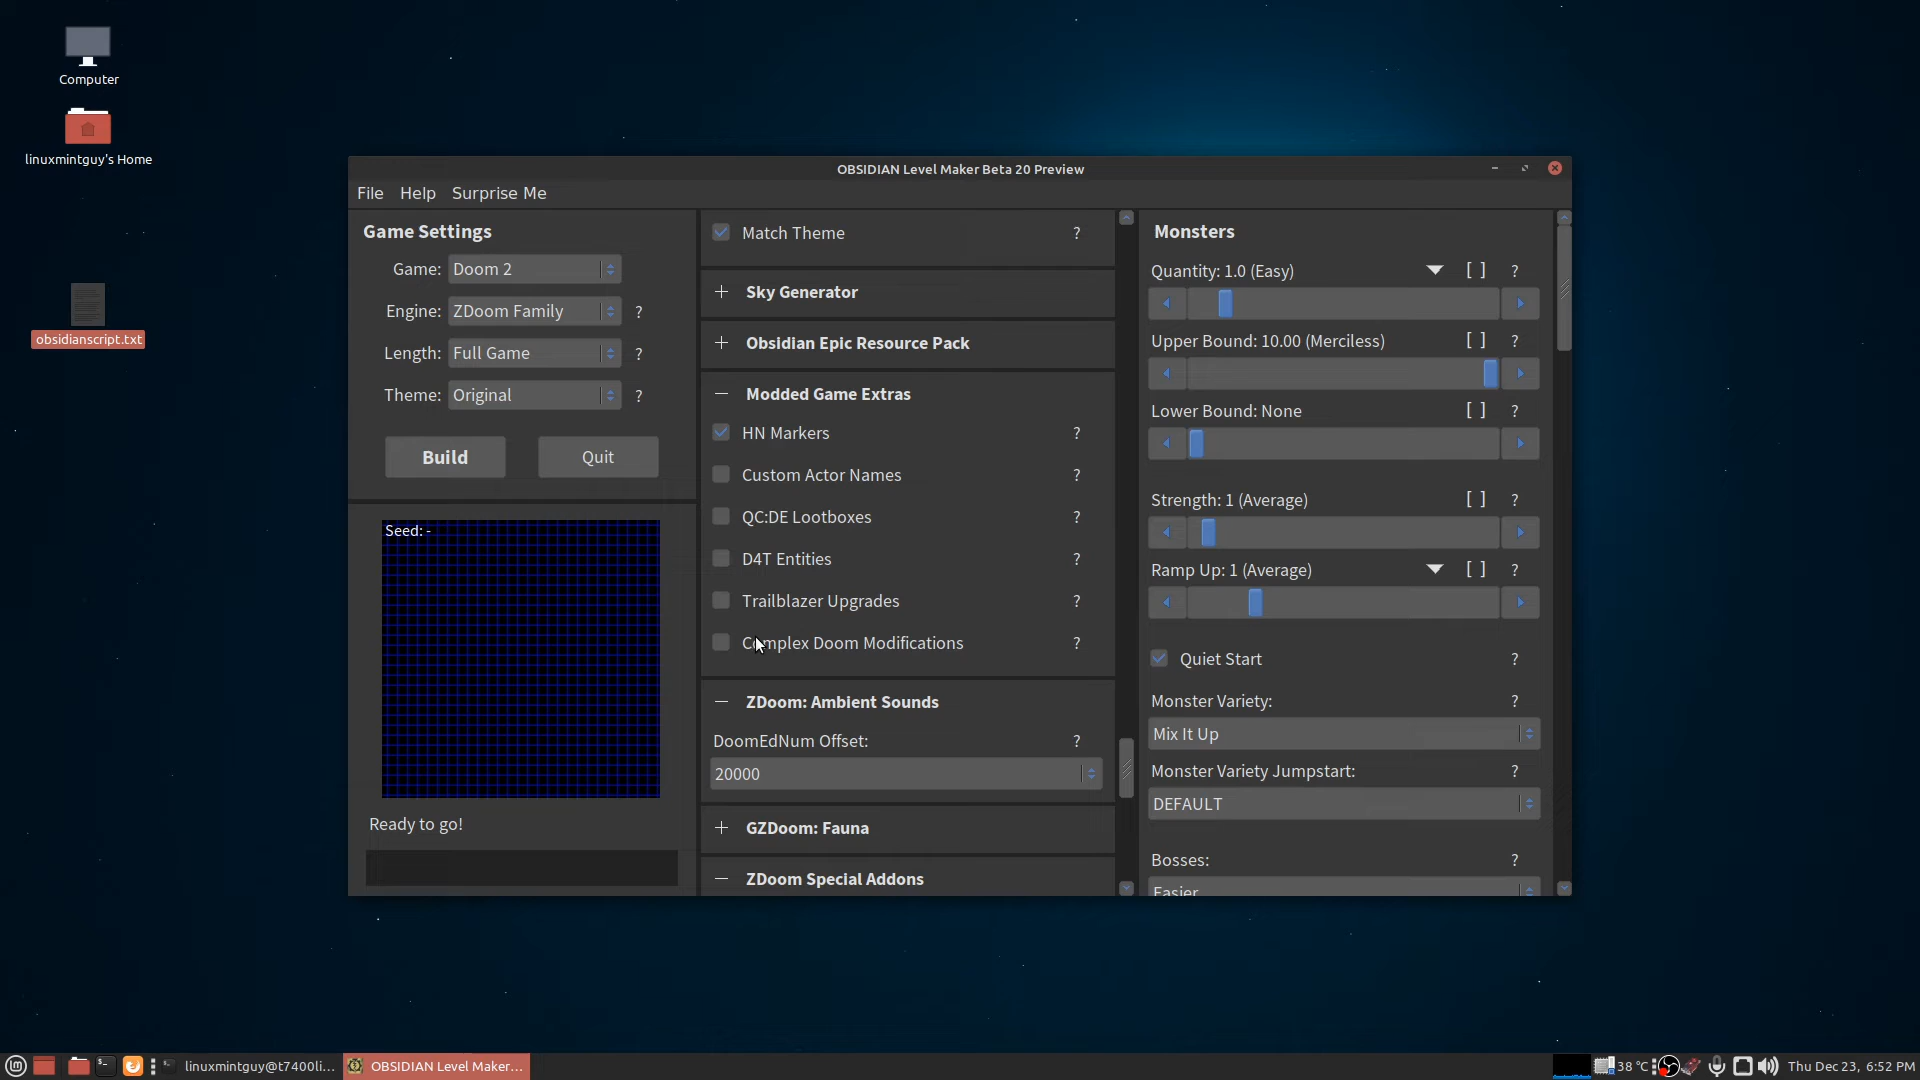 Computer
linuxmintguy's Home
obsidianscript.txt
OBSIDIAN Level Maker Beta 20 Preview
File Help Surprise Me
Game Settings
Game: Doom 2
Engine: ZDoom Family ?
Length: Full Game ?
Theme: Original ?
Build Quit
Seed: -
Ready to go!
Match Theme ?
+ Sky Generator
+ Obsidian Epic Resource Pack
— Modded Game Extras
HN Markers ?
Custom Actor Names ?
QC:DE Lootboxes ?
D4T Entities ?
Trailblazer Upgrades ?
Complex Doom Modifications ?
— ZDoom: Ambient Sounds
DoomEdNum Offset: ?
20000
+ GZDoom: Fauna
— ZDoom Special Addons
Monsters
Quantity: 1.0 (Easy) [ ] ?
Upper Bound: 10.00 (Merciless) [ ] ?
Lower Bound: None [ ] ?
Strength: 1 (Average) [ ] ?
Ramp Up: 1 (Average) [ ] ?
Quiet Start ?
Monster Variety: ?
Mix It Up
Monster Variety Jumpstart: ?
DEFAULT
Bosses: ?
Easier
linuxmintguy@t7400li...
OBSIDIAN Level Maker...
38 °C
Thu Dec 23, 6:52 PM